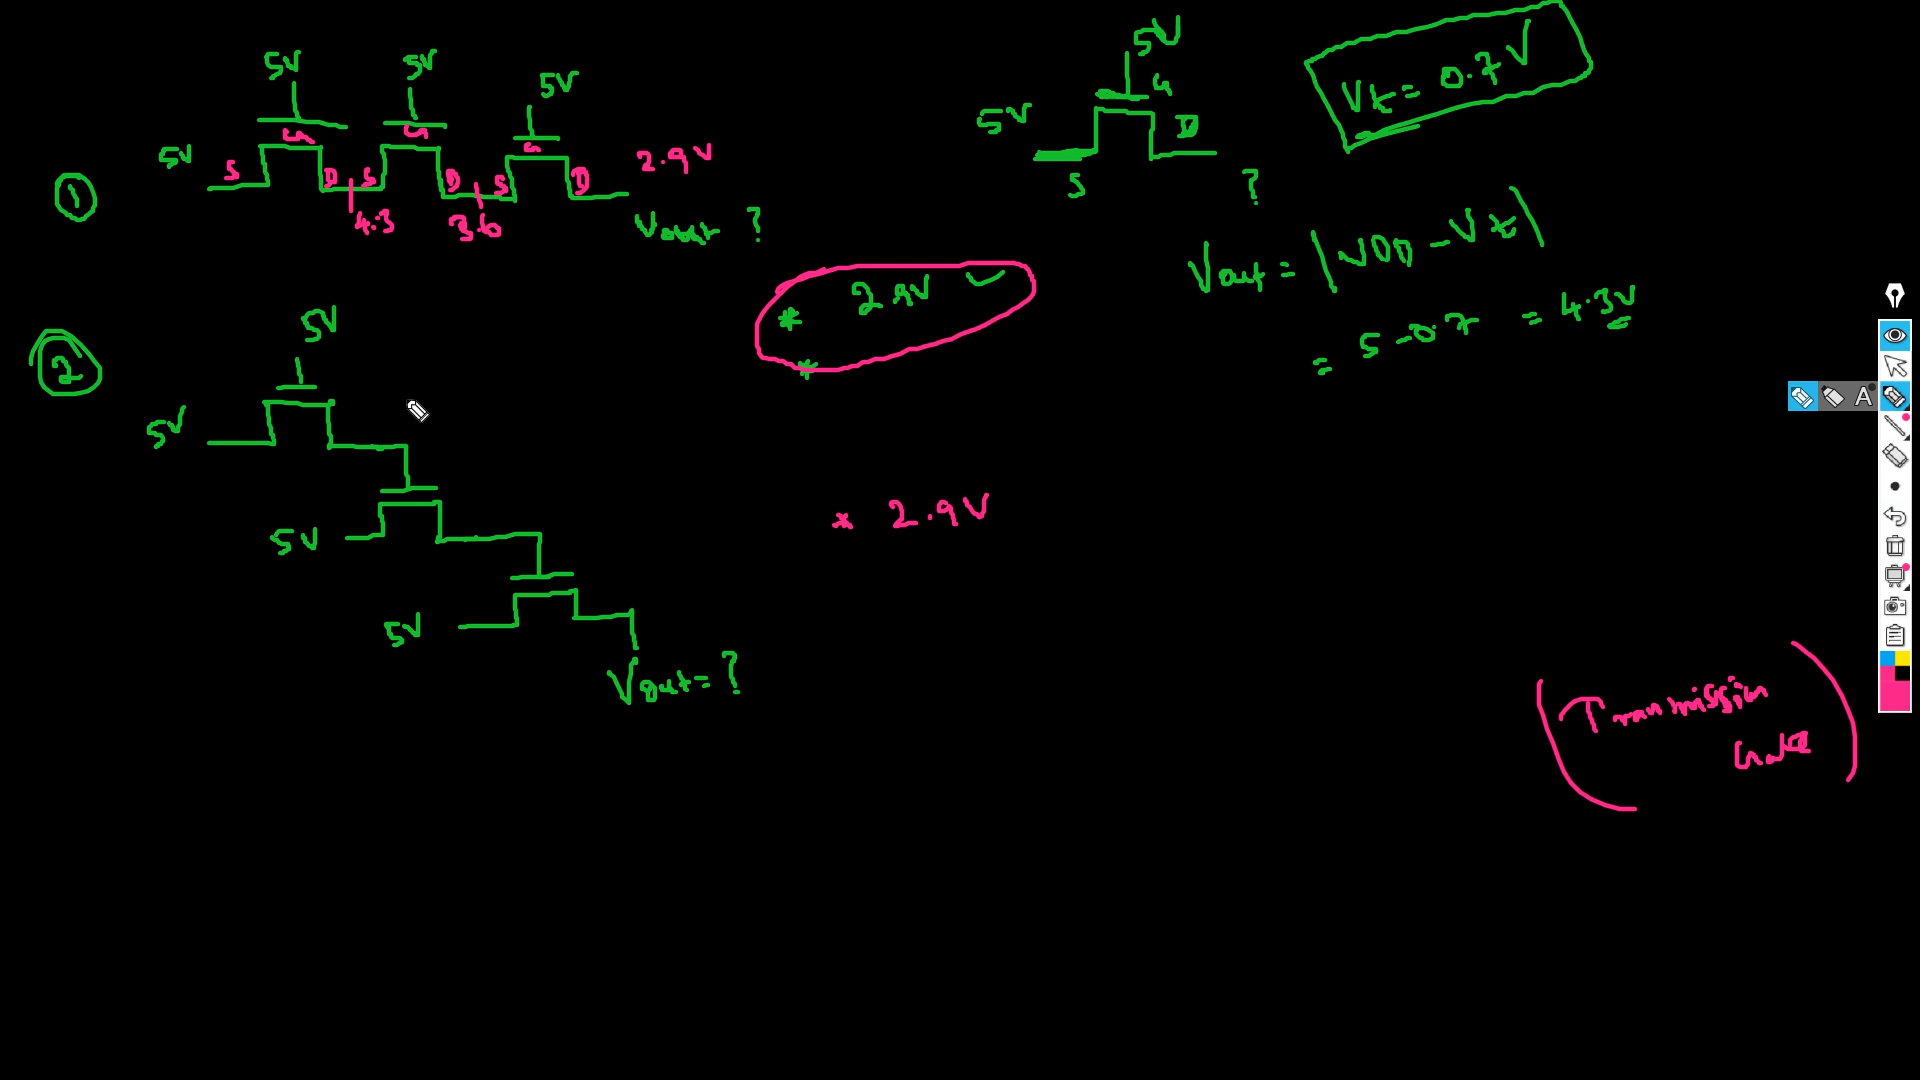 5V 5V 5V
5V S G D S G D S G D 2.9V
1 4.3 3.6 Vout ?
5V
5V G D
S ?
Vt = 0.7V
Vout = |VDD - Vt|
= 5 - 0.7 = 4.3V
* 2.9V
*
2 5V
5V
5V
5V
Vout = ?
* 2.9V
Transmission
Gate
A